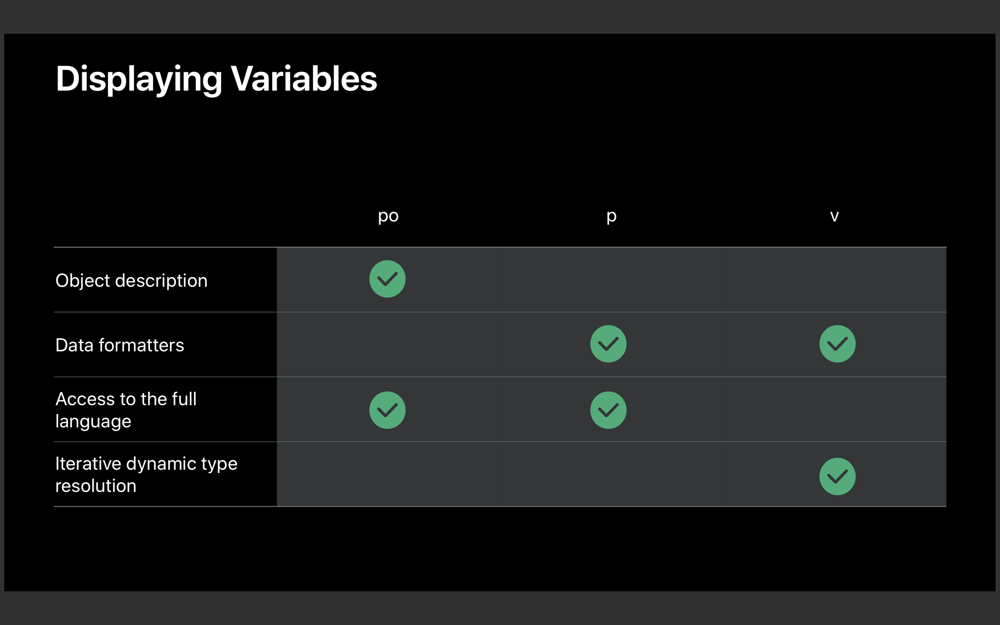 Displaying Variables
po p v
Object description
Data formatters
Access to the full
language
Iterative dynamic type
resolution